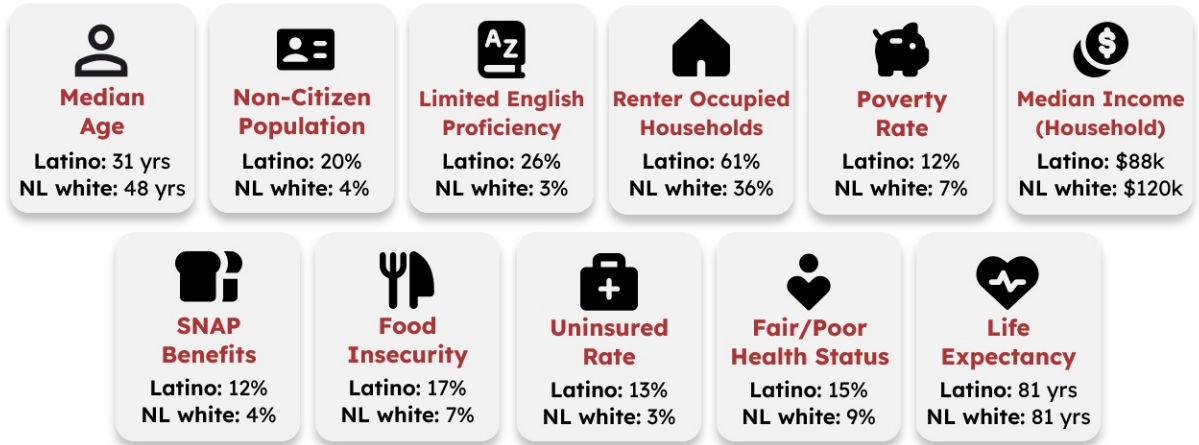 AZ
Median
Age
Latino: 31 yrs
NL white: 48 yrs
Non-Citizen
Population
Latino: 20%
NL white: 4%
Limited English
Proficiency
Latino: 26%
NL white: 3%
Renter Occupied
Households
Latino: 61%
NL white: 36%
Poverty
Rate
Latino: 12%
NL white: 7%
$
Median Income
(Household)
Latino: $88k
NL white: $120k
SNAP
Benefits
Latino: 12%
NL white: 4%
Food
Insecurity
Latino: 17%
NL white: 7%
Uninsured
Rate
Latino: 13%
NL white: 3%
Fair/Poor
Health Status
Latino: 15%
NL white: 9%
Life
Expectancy
Latino: 81 yrs
NL white: 81 yrs